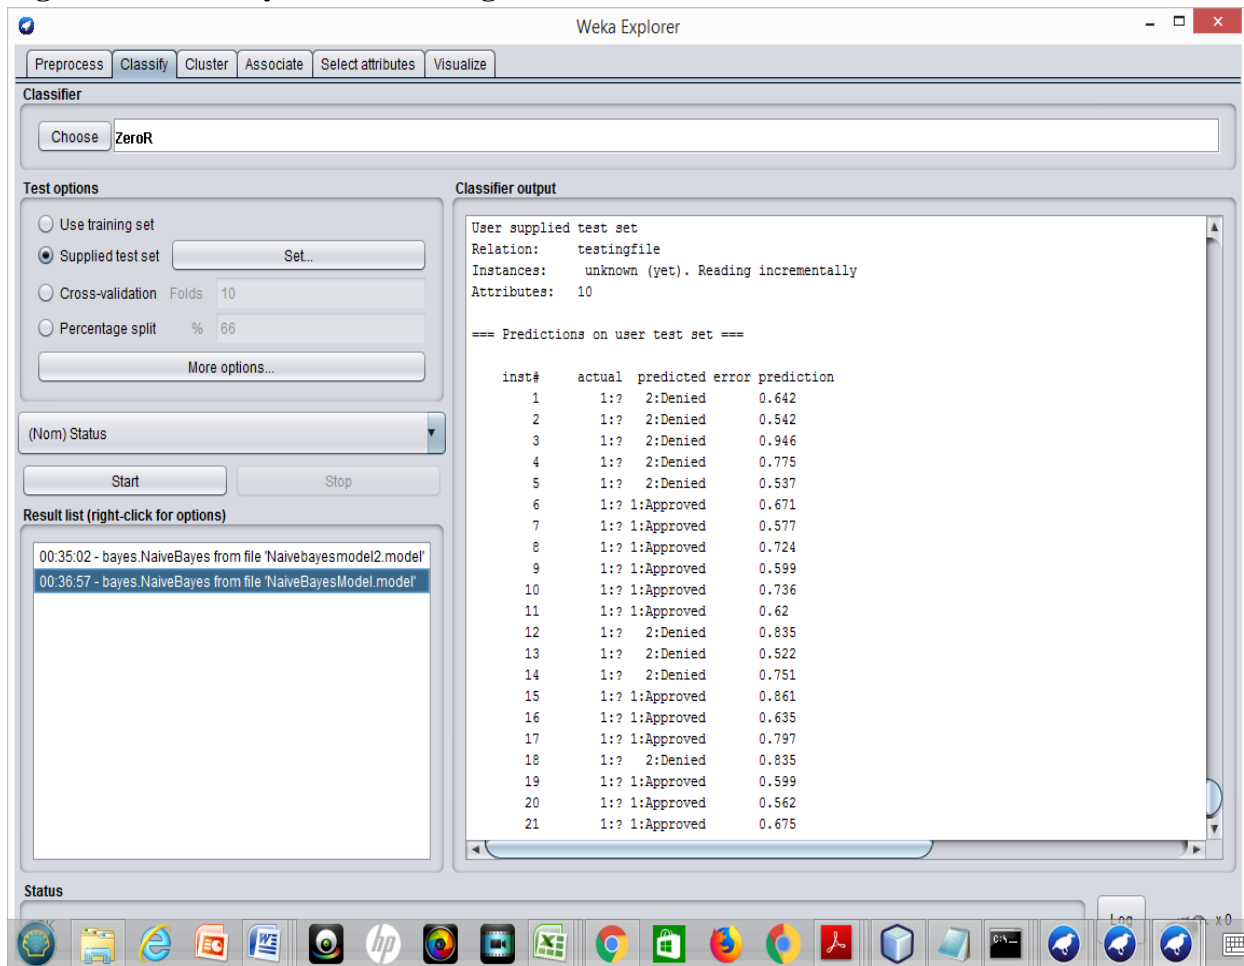 Weka Explorer
Preprocess Classify Cluster Associate Select attributes Visualize
Classifier
Choose ZeroR
Test options
Use training set
Supplied test set Set...
Cross-validation Folds 10
Percentage split % 66
More options...
(Nom) Status
Start Stop
Result list (right-click for options)
00:35:02 - bayes.NaiveBayes from file 'Naivebayesmodel2.model'
00:36:57 - bayes.NaiveBayes from file 'NaiveBayesModel.model'
Classifier output
User supplied test set
Relation: testingfile
Instances: unknown (yet). Reading incrementally
Attributes: 10
=== Predictions on user test set ===
inst# actual predicted error prediction
1 1:? 2:Denied 0.642
2 1:? 2:Denied 0.542
3 1:? 2:Denied 0.946
4 1:? 2:Denied 0.775
5 1:? 2:Denied 0.537
6 1:? 1:Approved 0.671
7 1:? 1:Approved 0.577
8 1:? 1:Approved 0.724
9 1:? 1:Approved 0.599
10 1:? 1:Approved 0.736
11 1:? 1:Approved 0.62
12 1:? 2:Denied 0.835
13 1:? 2:Denied 0.522
14 1:? 2:Denied 0.751
15 1:? 1:Approved 0.861
16 1:? 1:Approved 0.635
17 1:? 1:Approved 0.797
18 1:? 2:Denied 0.835
19 1:? 1:Approved 0.599
20 1:? 1:Approved 0.562
21 1:? 1:Approved 0.675
Status
Log x 0
hp
C:\_